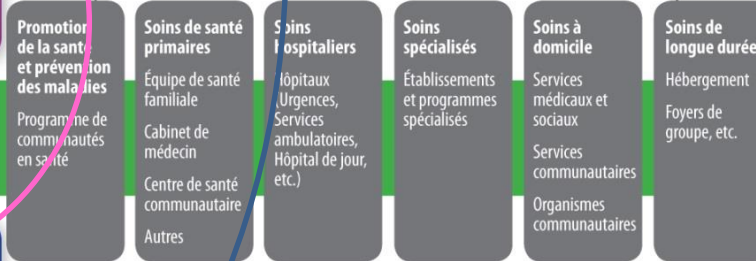 Promotion
de la santé
et prévention
des maladies
Programme de
communautés
en santé
Soins de santé
primaires
Équipe de santé
familiale
Cabinet de
médecin
Centre de santé
communautaire
Autres
Soins
hospitaliers
Hôpitaux
(Urgences,
Services
ambulatoires,
Hôpital de jour,
etc.)
Soins
spécialisés
Établissements
et programmes
spécialisés
Soins à
domicile
Services
médicaux et
sociaux
Services
communautaires
Organismes
communautaires
Soins de
longue durée
Hébergement
Foyers de
groupe, etc.